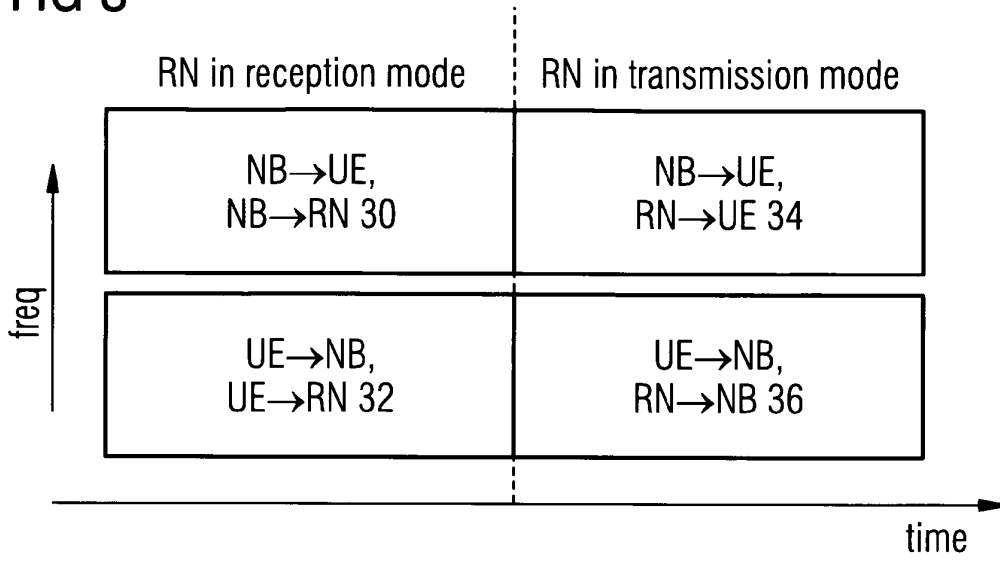 RN in reception mode
RN in transmission mode
NB→UE,
NB→RN 30
NB→UE,
RN→UE 34
freq
UE→NB,
UE→RN 32
UE→NB,
RN→NB 36
time